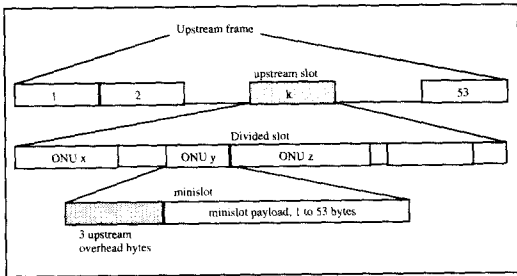 Upstream frame
upstream slot
1 2 k 53
Divided slot
ONU x ONU y ONU z
minislot
minislot payload, 1 to 53 bytes
3 upstream
overhead bytes